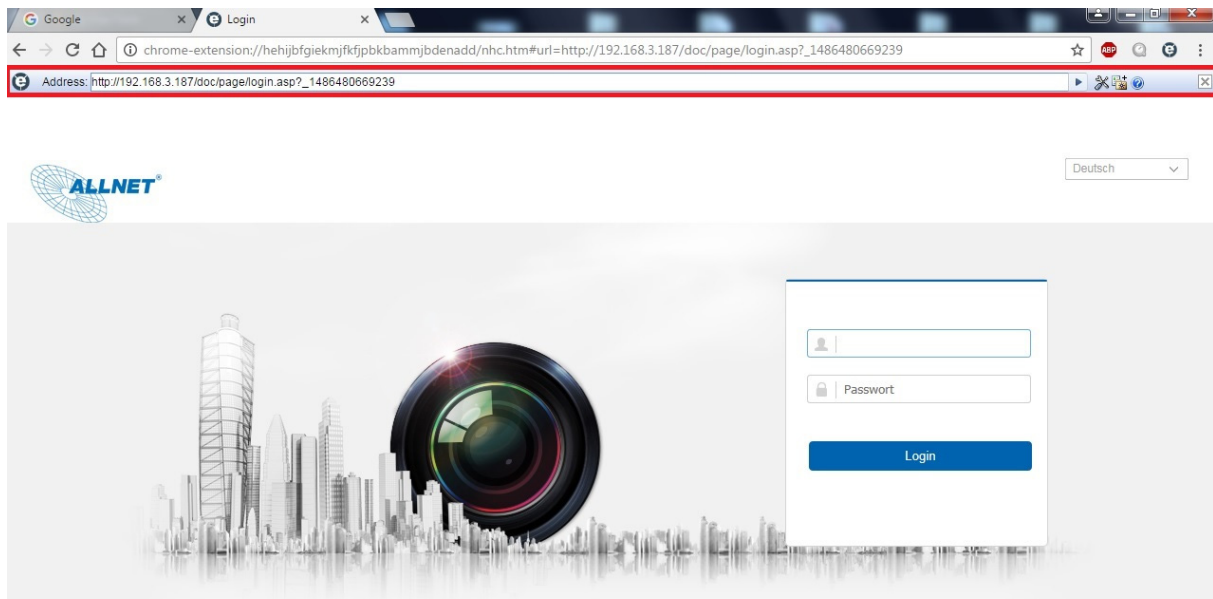 Google
Login
chrome-extension://hehijbfgiekmjfkfjpbkbammjbdenadd/nhc.htm#url=http://192.168.3.187/doc/page/login.asp?_1486480669239
ABP
Address: http://192.168.3.187/doc/page/login.asp?_1486480669239
ALLNET®
Deutsch
Passwort
Login